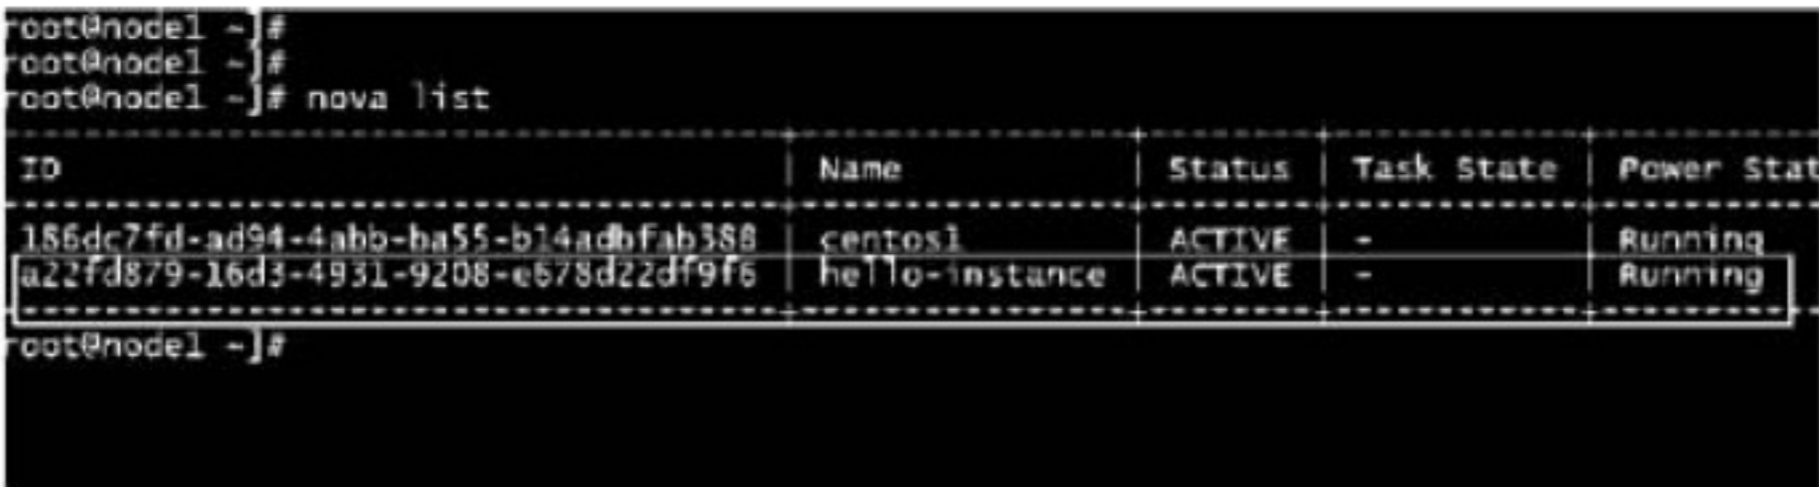 root@node1 ~]#
root@node1 ~]#
root@node1 ~]# nova list
ID | Name | Status | Task State | Power Stat
186dc7fd-ad94-4abb-ba55-b14adbfab388 | centos1 | ACTIVE | - | Running
a22fd879-16d3-4931-9208-e678d22df9f6 | hello-instance | ACTIVE | - | Running
root@node1 ~]#